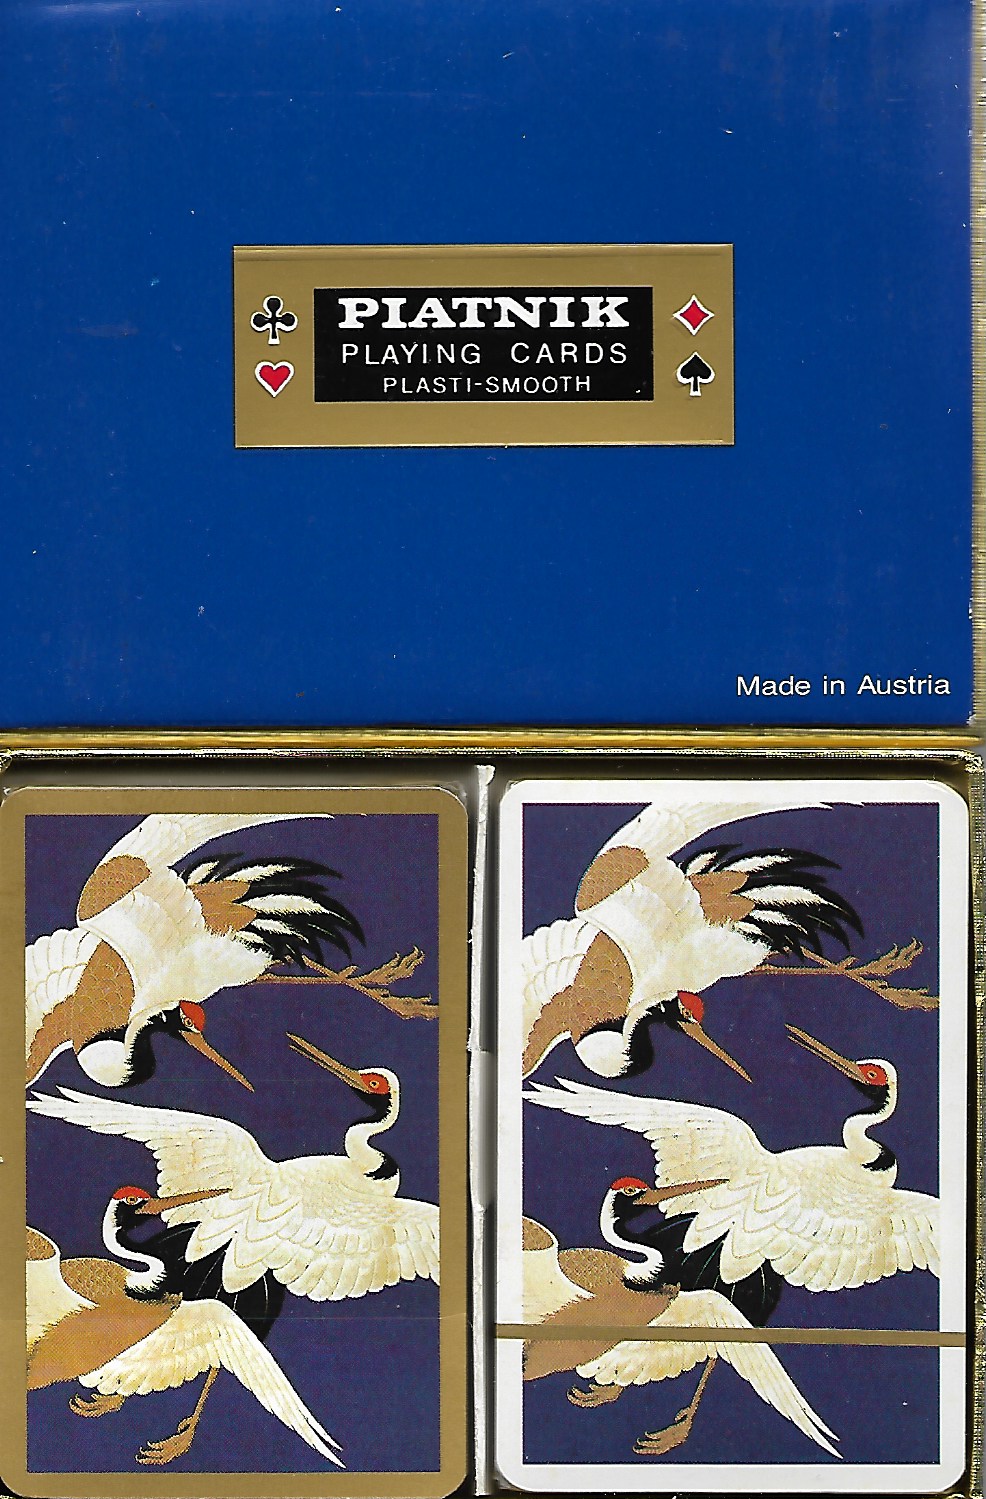 PIATNIK
PLAYING CARDS
PLASTI-SMOOTH
Made in Austria